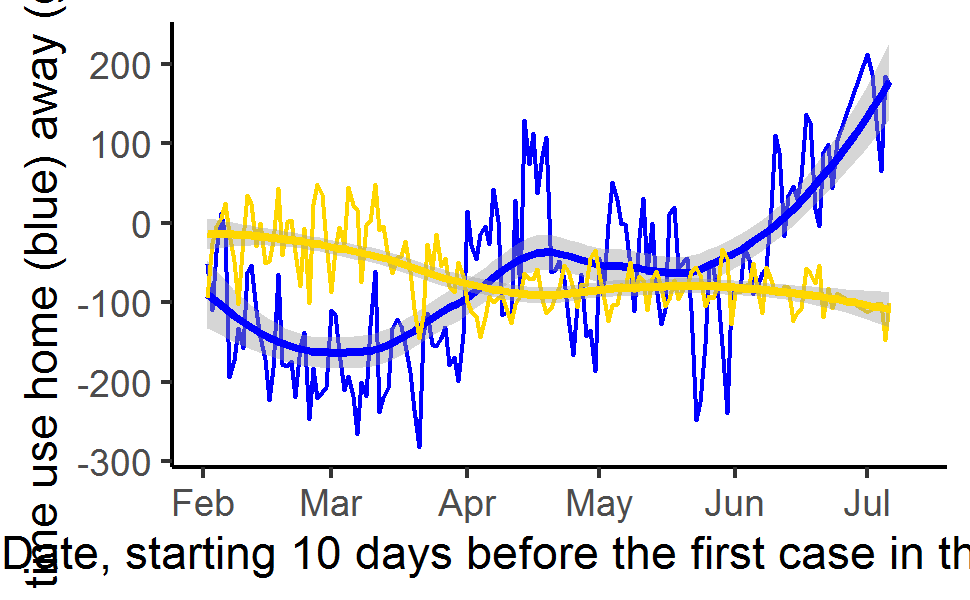 time use home (blue) away (g
200
100
0
-100
-200
-300
Feb Mar Apr May Jun Jul
Date, starting 10 days before the first case in th